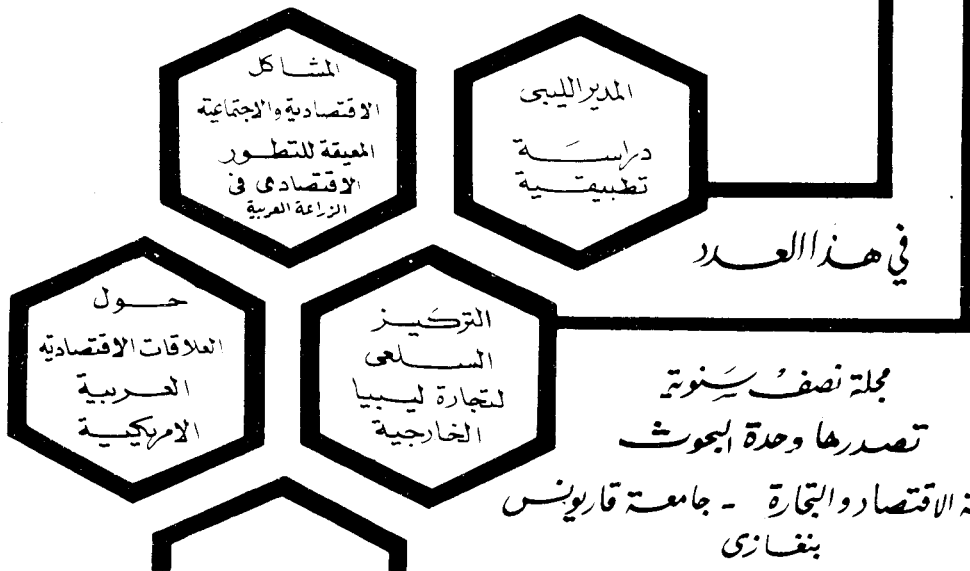 المدير الليبى
دراسة
تطبيقية
المشاكل
الاقتصادية والاجتماعية
المعيقة للتطور
الاقتصادى فى
الزراعة العربية
في هذا العدد
التركيز
السلعى
لتجارة ليبيا
الخارجية
حول
العلاقات الاقتصادية
العربية
الامريكية
مجلة نصف سنوية
تصدرها وحدة البحوث
الاقتصاد والتجارة - جامعة قاريونس
بنغازى